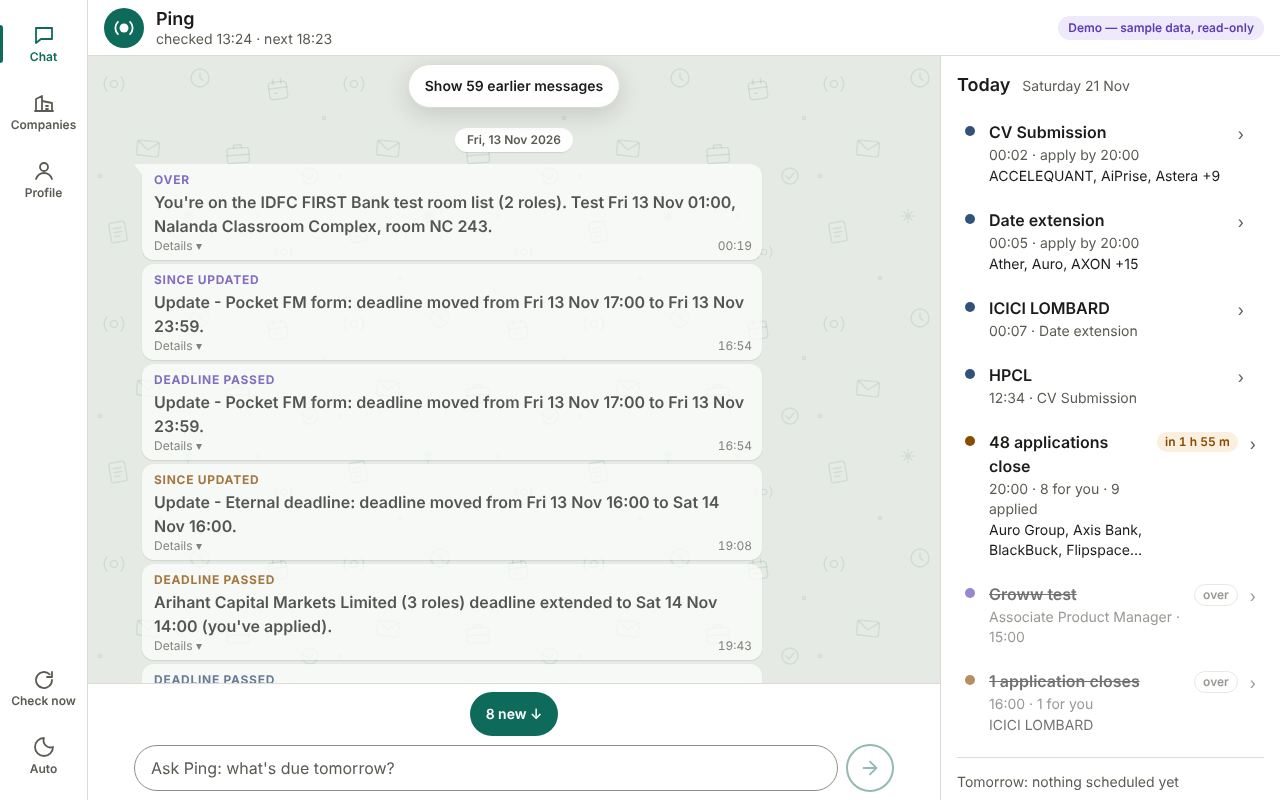 Chat
Companies
Profile
Check now
Auto
Ping
checked 13:24 · next 18:23
Demo — sample data, read-only
Show 59 earlier messages
Fri, 13 Nov 2026
OVER
You're on the IDFC FIRST Bank test room list (2 roles). Test Fri 13 Nov 01:00,
Nalanda Classroom Complex, room NC 243.
Details ▾ 00:19
SINCE UPDATED
Update - Pocket FM form: deadline moved from Fri 13 Nov 17:00 to Fri 13 Nov
23:59.
Details ▾ 16:54
DEADLINE PASSED
Update - Pocket FM form: deadline moved from Fri 13 Nov 17:00 to Fri 13 Nov
23:59.
Details ▾ 16:54
SINCE UPDATED
Update - Eternal deadline: deadline moved from Fri 13 Nov 16:00 to Sat 14
Nov 16:00.
Details ▾ 19:08
DEADLINE PASSED
Arihant Capital Markets Limited (3 roles) deadline extended to Sat 14 Nov
14:00 (you've applied).
Details ▾ 19:43
DEADLINE PASSED
8 new ↓
Ask Ping: what's due tomorrow?
Today Saturday 21 Nov
CV Submission ›
00:02 · apply by 20:00
ACCELEQUANT, AiPrise, Astera +9
Date extension ›
00:05 · apply by 20:00
Ather, Auro, AXON +15
ICICI LOMBARD ›
00:07 · Date extension
HPCL ›
12:34 · CV Submission
48 applications in 1 h 55 m ›
close
20:00 · 8 for you · 9
applied
Auro Group, Axis Bank,
BlackBuck, Flipspace...
Groww test over ›
Associate Product Manager ·
15:00
1 application closes over ›
16:00 · 1 for you
ICICI LOMBARD
Tomorrow: nothing scheduled yet